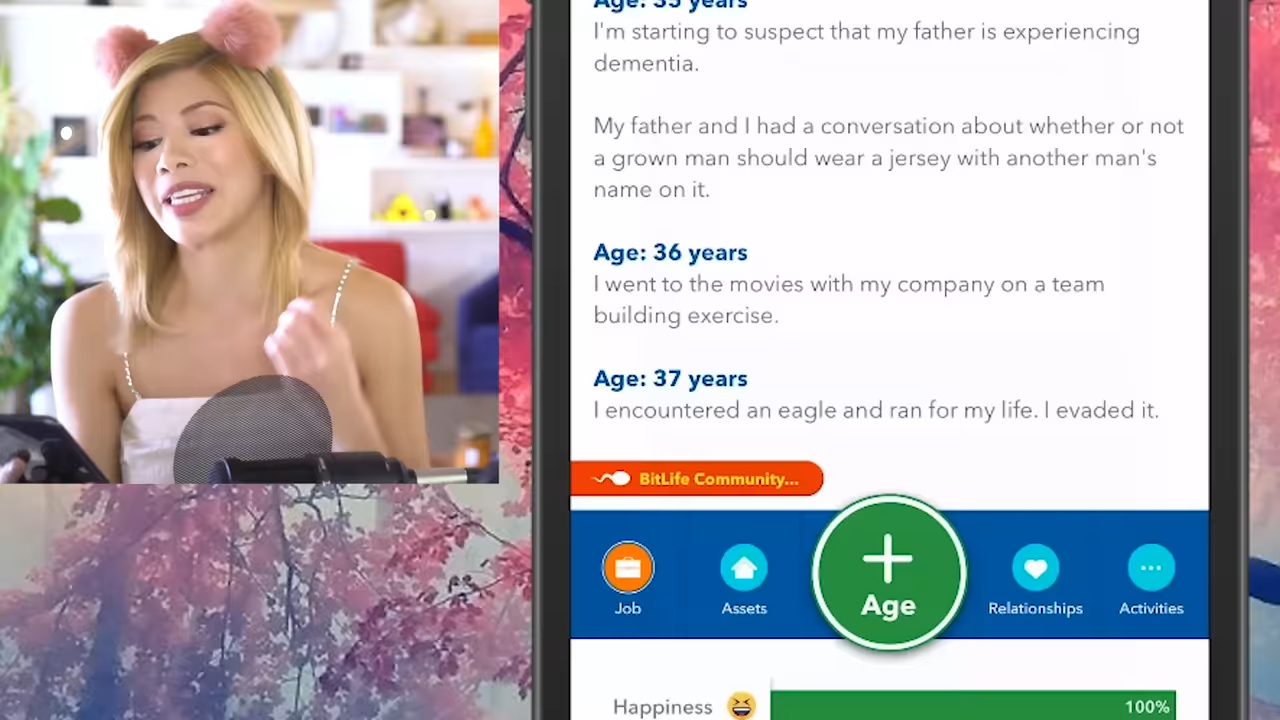 Age: 35 years
I'm starting to suspect that my father is experiencing
dementia.
My father and I had a conversation about whether or not
a grown man should wear a jersey with another man's
name on it.
Age: 36 years
I went to the movies with my company on a team
building exercise.
Age: 37 years
I encountered an eagle and ran for my life. I evaded it.
BitLife Community...
Job
Assets
Age
Relationships
Activities
Happiness
100%